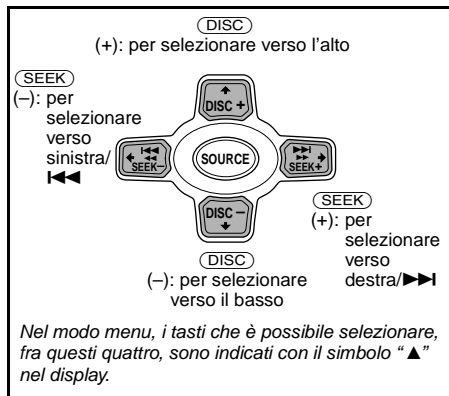 DISC
(+): per selezionare verso l'alto
SEEK
(–): per
selezionare
verso
sinistra/
⏮
DISC +
SEEK–
SOURCE
SEEK+
DISC –
SEEK
(+): per
selezionare
verso
destra/⏭
DISC
(–): per selezionare
verso il basso
Nel modo menu, i tasti che è possibile selezionare,
fra questi quattro, sono indicati con il simbolo “▲”
nel display.